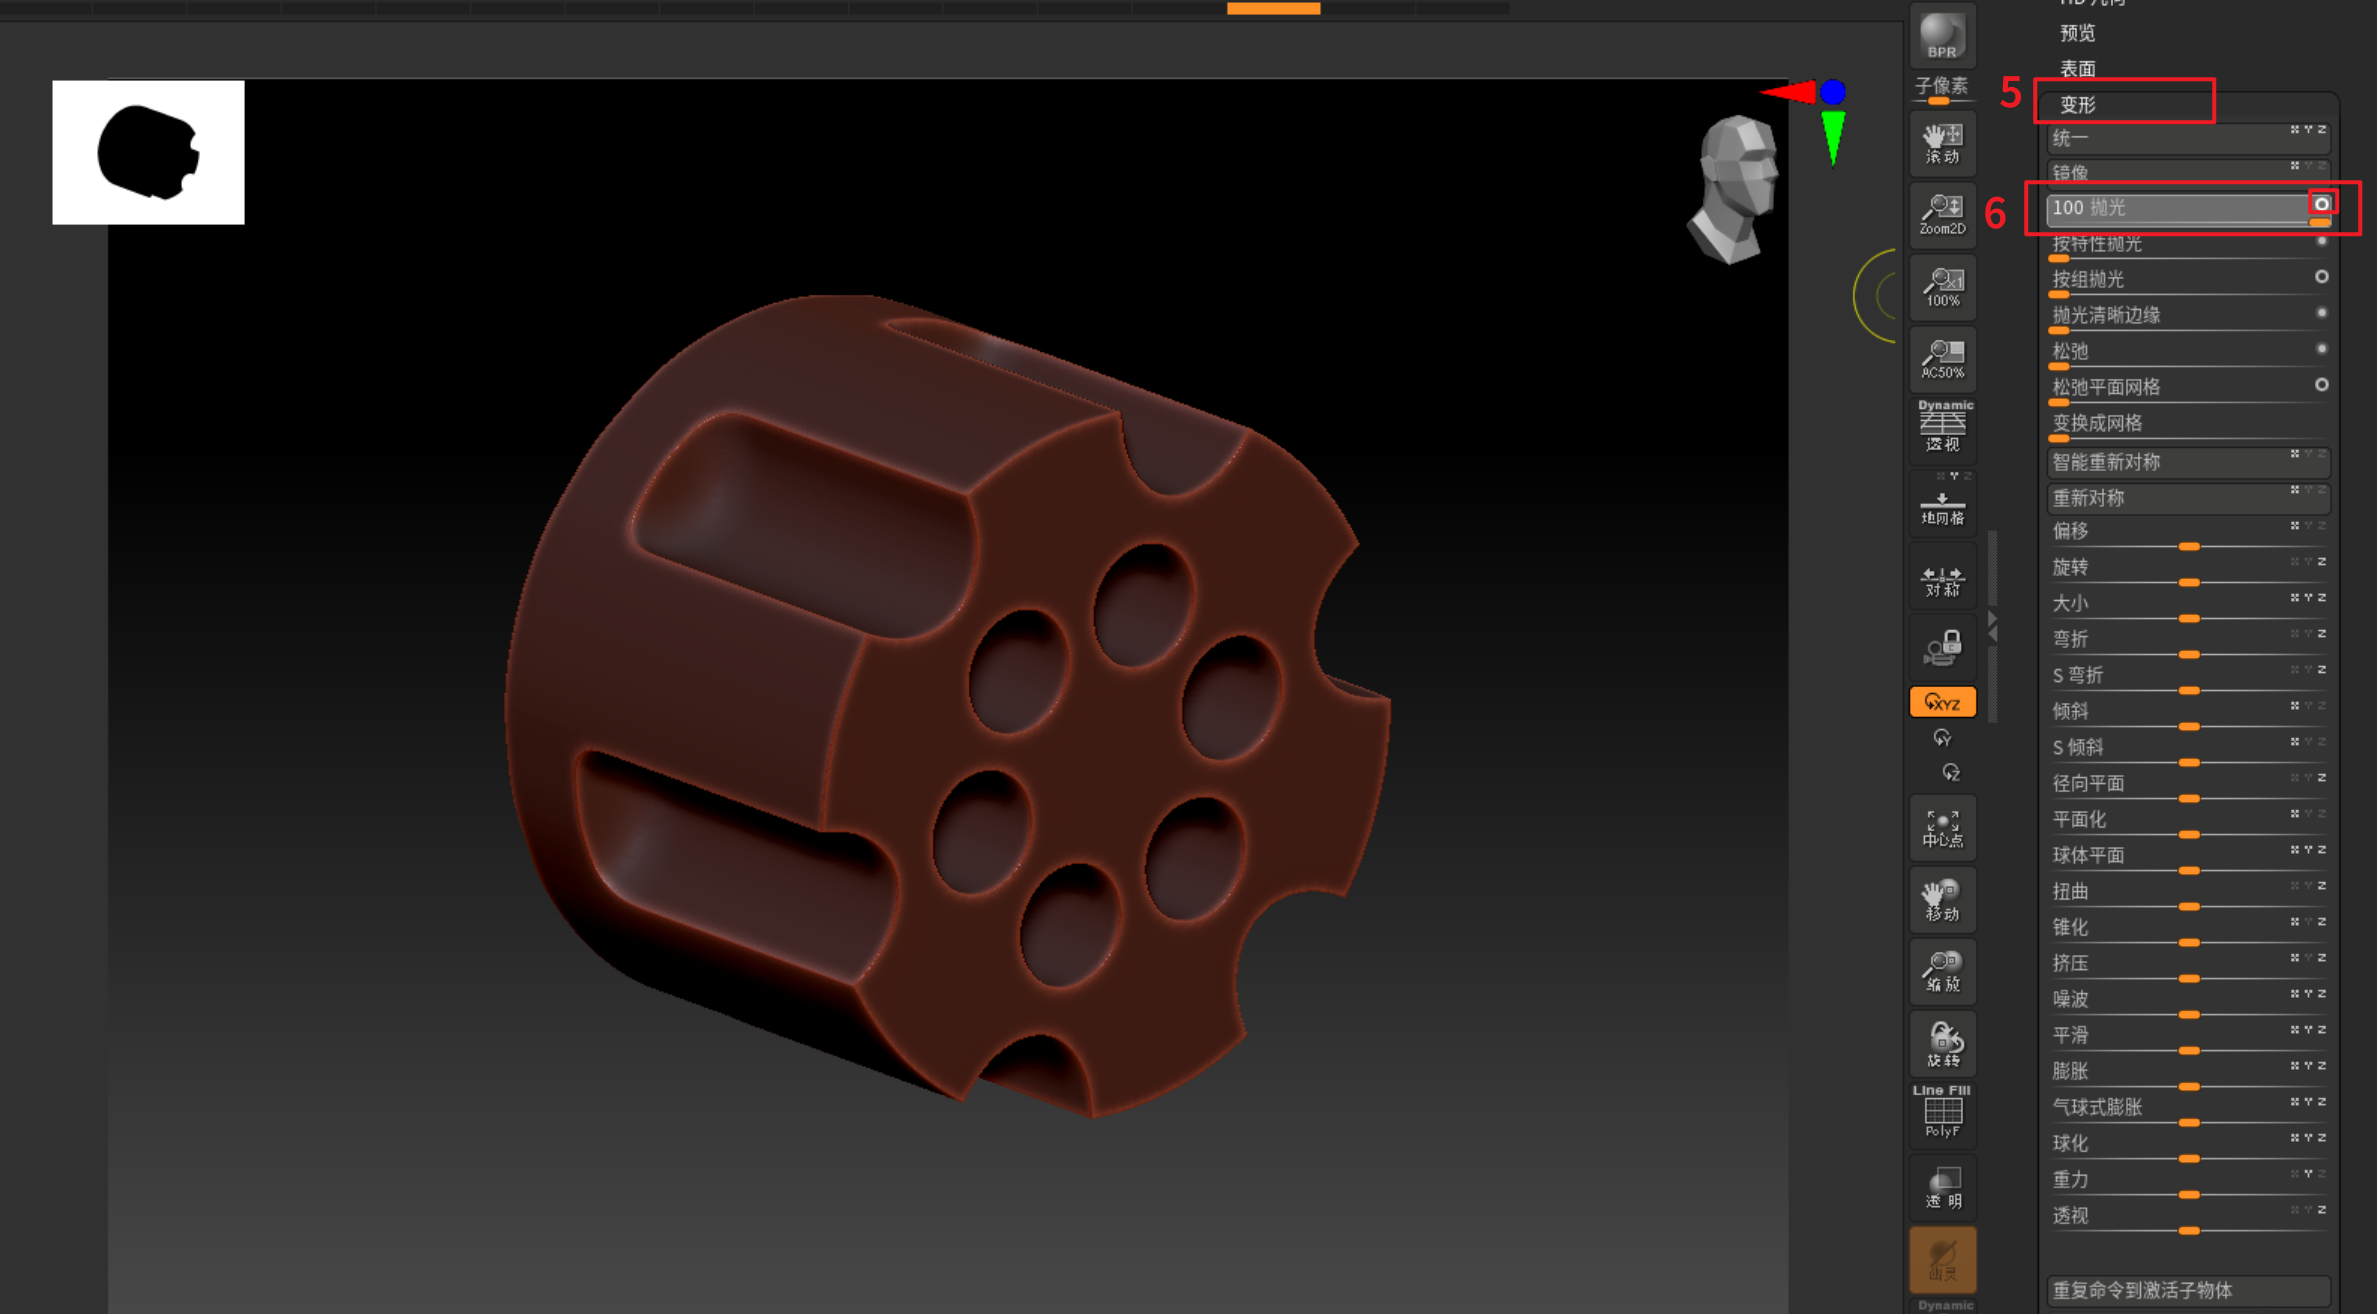 HD 几何
预览
表面
5
变形
统一
X Y Z
镜像
X Y Z
6
100 抛光
按特性抛光
按组抛光
抛光清晰边缘
松弛
松弛平面网格
变换成网格
智能重新对称
X Y Z
重新对称
X Y Z
偏移
X Y Z
旋转
X Y Z
大小
X Y Z
弯折
X Y Z
S 弯折
X Y Z
倾斜
X Y Z
S 倾斜
X Y Z
径向平面
X Y Z
平面化
X Y Z
球体平面
X Y Z
扭曲
X Y Z
锥化
X Y Z
挤压
X Y Z
噪波
X Y Z
平滑
X Y Z
膨胀
X Y Z
气球式膨胀
X Y Z
球化
X Y Z
重力
X Y Z
透视
X Y Z
重复命令到激活子物体
BPR
子像素
滚动
Zoom2D
100%
AC50%
Dynamic
透视
X Y Z
地网格
对称
XYZ
Y
Z
中心点
移动
缩放
旋转
Line Fill
PolyF
透明
幽灵
Dynamic